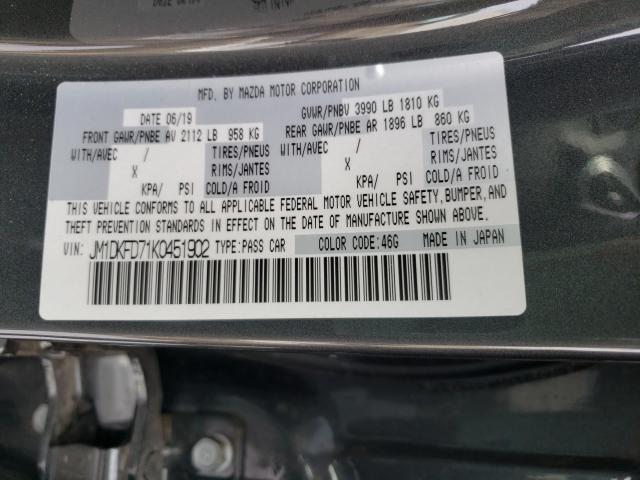 MFD. BY MAZDA MOTOR CORPORATION
DATE 06/19 GVWR/PNBV 3990 LB 1810 KG
FRONT GAWR/PNBE AV 2112 LB 958 KG REAR GAWR/PNBE AR 1896 LB 860 KG
WITH/AVEC / TIRES/PNEUS WITH/AVEC / TIRES/PNEUS
X RIMS/JANTES X RIMS/JANTES
KPA/ PSI COLD/A FROID KPA/ PSI COLD/A FROID
THIS VEHICLE CONFORMS TO ALL APPLICABLE FEDERAL MOTOR VEHICLE SAFETY, BUMPER, AND
THEFT PREVENTION STANDARDS IN EFFECT ON THE DATE OF MANUFACTURE SHOWN ABOVE.
VIN: JM1DKFD71K0451902 TYPE:PASS CAR COLOR CODE:46G MADE IN JAPAN